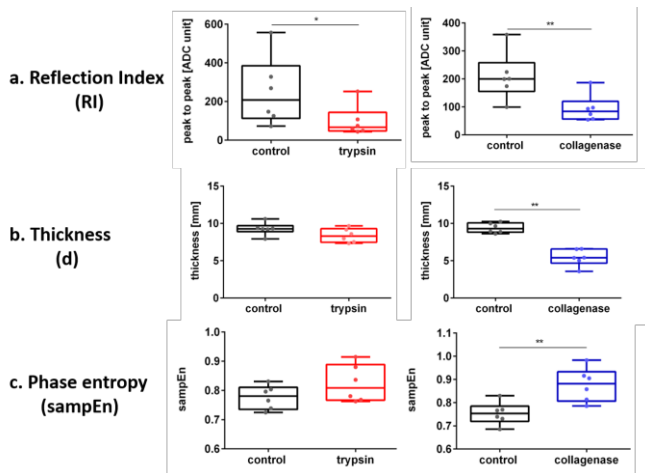 a. Reflection Index
(RI)
peak to peak [ADC unit]
600
400
200
0
*
control
trypsin
peak to peak [ADC unit]
400
300
200
100
0
**
control
collagenase
b. Thickness
(d)
thickness [mm]
15
10
5
0
control
trypsin
thickness [mm]
15
10
5
0
**
control
collagenase
c. Phase entropy
(sampEn)
sampEn
1.0
0.9
0.8
0.7
0.6
control
trypsin
sampEn
1.1
1.0
0.9
0.8
0.7
0.6
**
control
collagenase